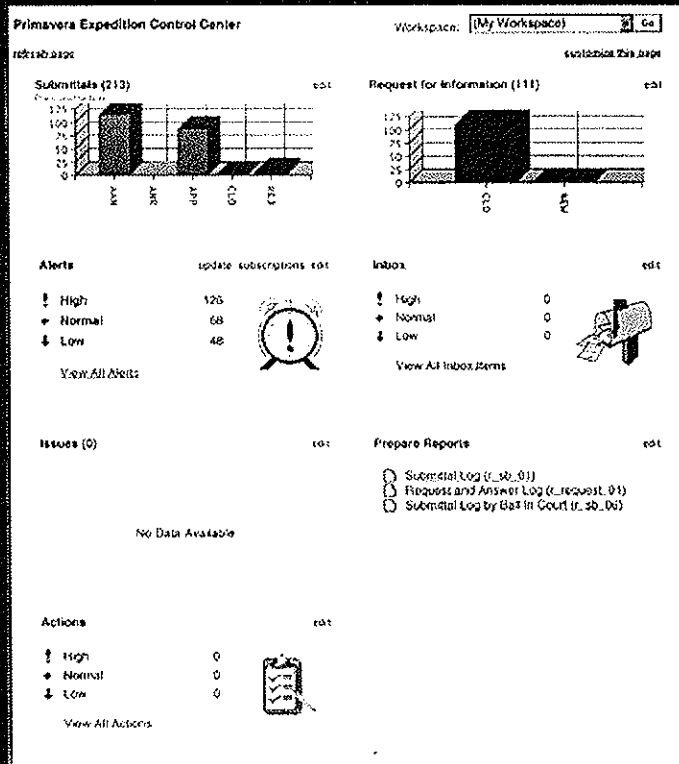 Primavera Expedition Control Center
Workspace: (My Workspace) Go
refresh page
customize this page
Submittals (213) edit
125
100
75
50
25
0
AAN
APP
CLO
Request for Information (111) edit
125
100
75
50
25
0
CLO
NEW
Alerts update subscriptions edit
High 126
Normal 68
Low 48
View All Alerts
Inbox edit
High 0
Normal 0
Low 0
View All Inbox Items
Issues (0) edit
No Data Available
Prepare Reports edit
Submittal Log (r_sb_01)
Request and Answer Log (r_request_01)
Submittal Log by Ball In Court (r_sb_06)
Actions edit
High 0
Normal 0
Low 0
View All Actions